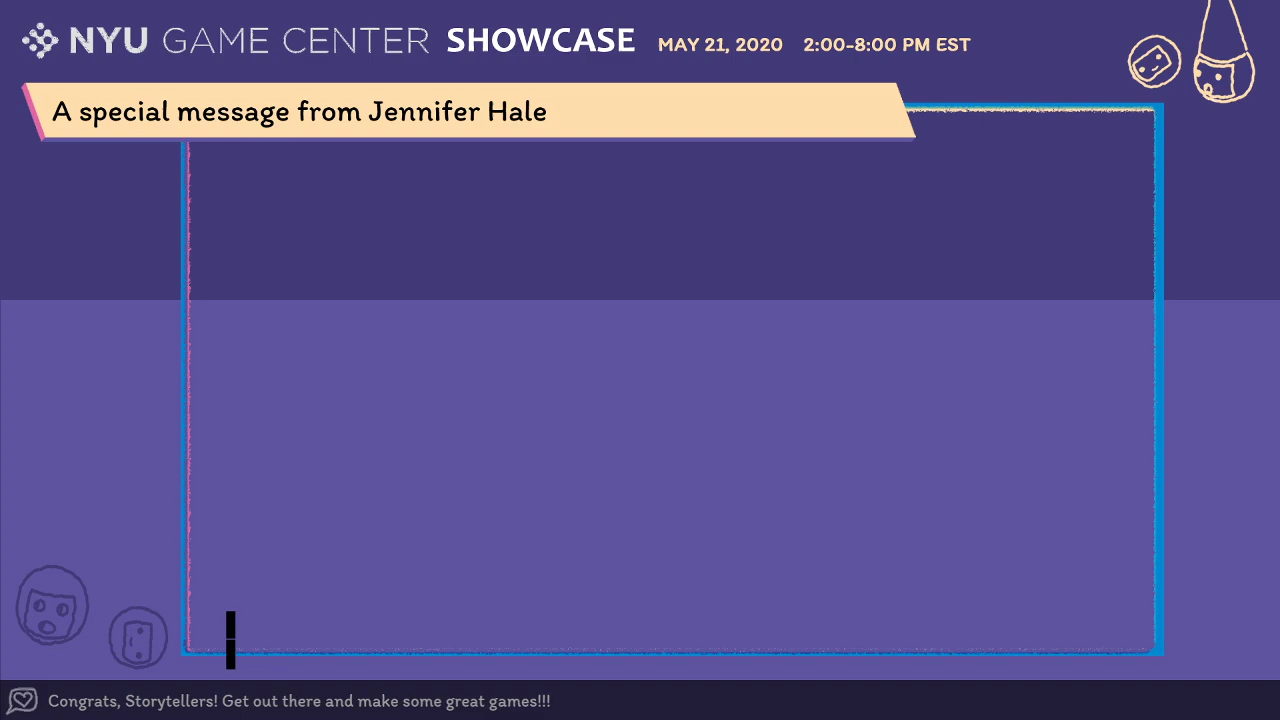 NYU GAME CENTER SHOWCASE MAY 21, 2020 2:00-8:00 PM EST
A special message from Jennifer Hale
Congrats, Storytellers! Get out there and make some great games!!!